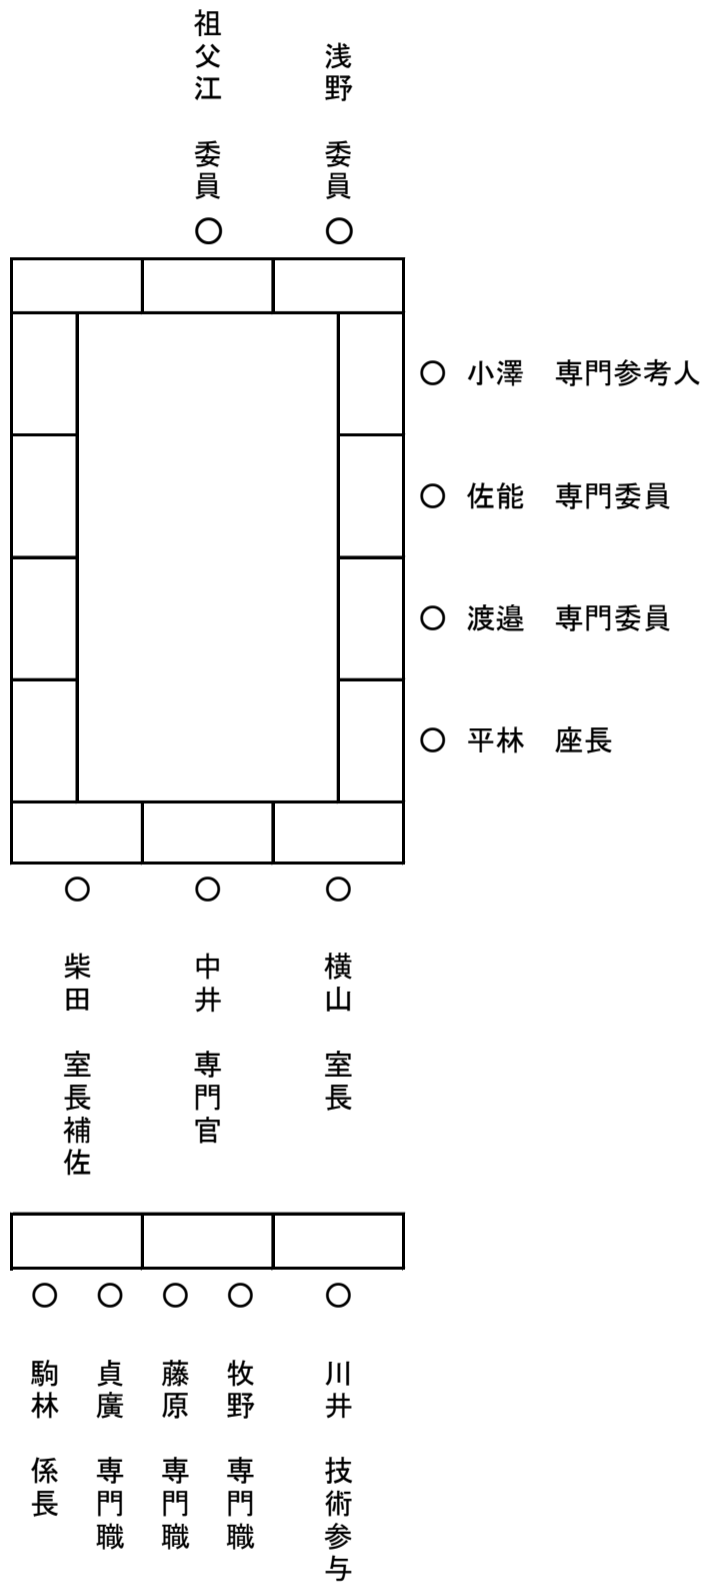 祖父江　委員
浅野　委員
小澤　専門参考人
佐能　専門委員
渡邉　専門委員
平林　座長
柴田　室長補佐
中井　専門官
横山　室長
駒林　係長
貞廣　専門職
藤原　専門職
牧野　専門職
川井　技術参与